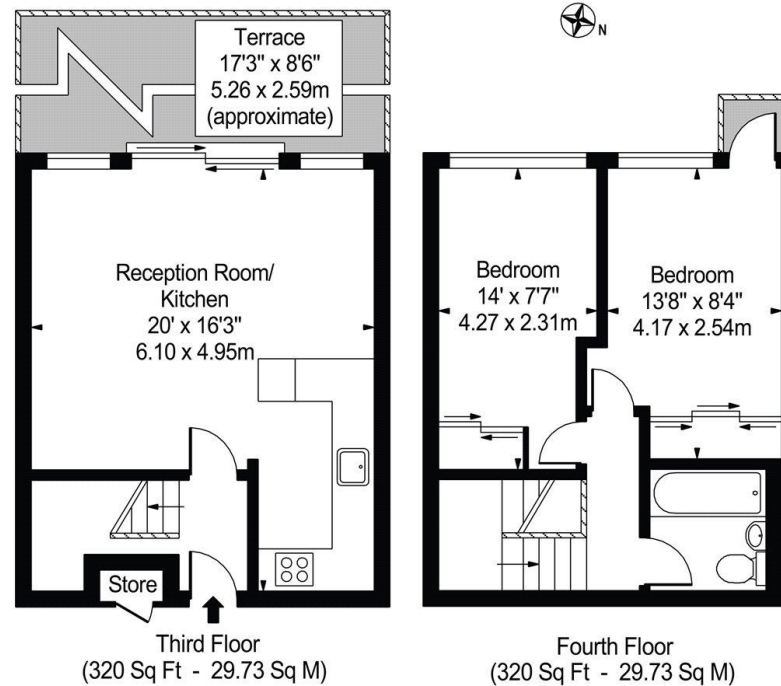 Terrace
17'3" x 8'6"
5.26 x 2.59m
(approximate)
N
Reception Room/
Kitchen
20' x 16'3"
6.10 x 4.95m
Store
Third Floor
(320 Sq Ft - 29.73 Sq M)
Bedroom
14' x 7'7"
4.27 x 2.31m
Bedroom
13'8" x 8'4"
4.17 x 2.54m
Fourth Floor
(320 Sq Ft - 29.73 Sq M)